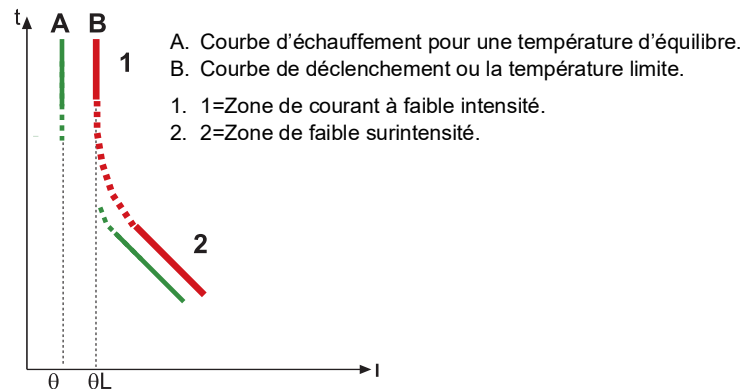 t
A B
1
A. Courbe d’échauffement pour une température d’équilibre.
B. Courbe de déclenchement ou la température limite.
1. 1=Zone de courant à faible intensité.
2. 2=Zone de faible surintensité.
2
I
θ θL